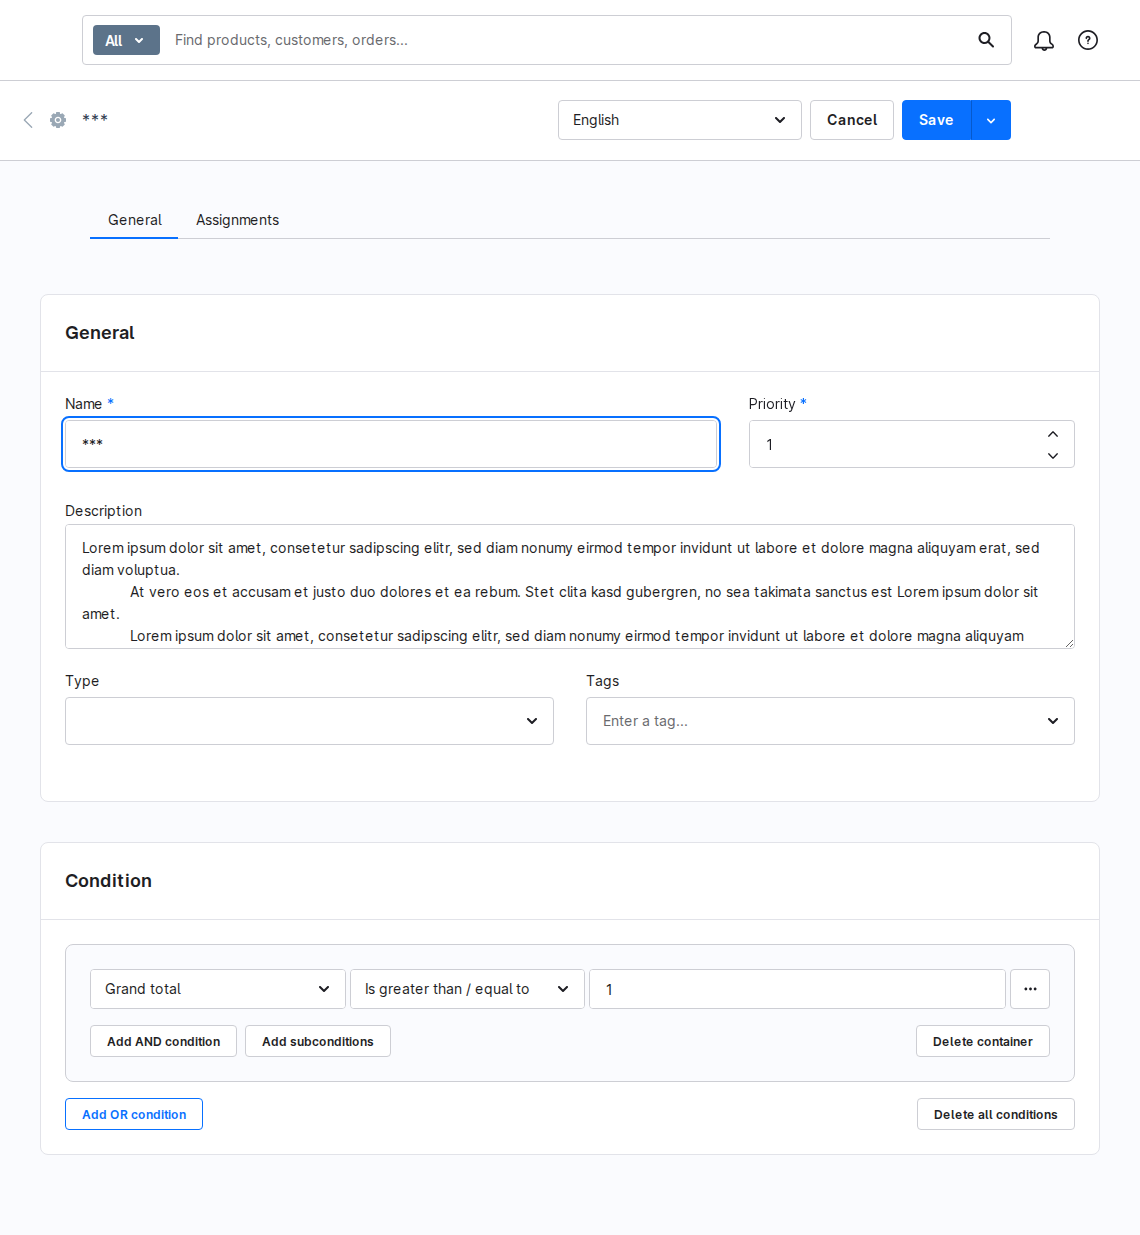 All
Find products, customers, orders...
***
English
Cancel
Save
General
Assignments
General
Name *
***
Priority *
1
Description
Lorem ipsum dolor sit amet, consetetur sadipscing elitr, sed diam nonumy eirmod tempor invidunt ut labore et dolore magna aliquyam erat, sed
diam voluptua.
At vero eos et accusam et justo duo dolores et ea rebum. Stet clita kasd gubergren, no sea takimata sanctus est Lorem ipsum dolor sit
amet.
Lorem ipsum dolor sit amet, consetetur sadipscing elitr, sed diam nonumy eirmod tempor invidunt ut labore et dolore magna aliquyam
Type
Tags
Enter a tag...
Condition
Grand total
Is greater than / equal to
1
Add AND condition
Add subconditions
Delete container
Add OR condition
Delete all conditions